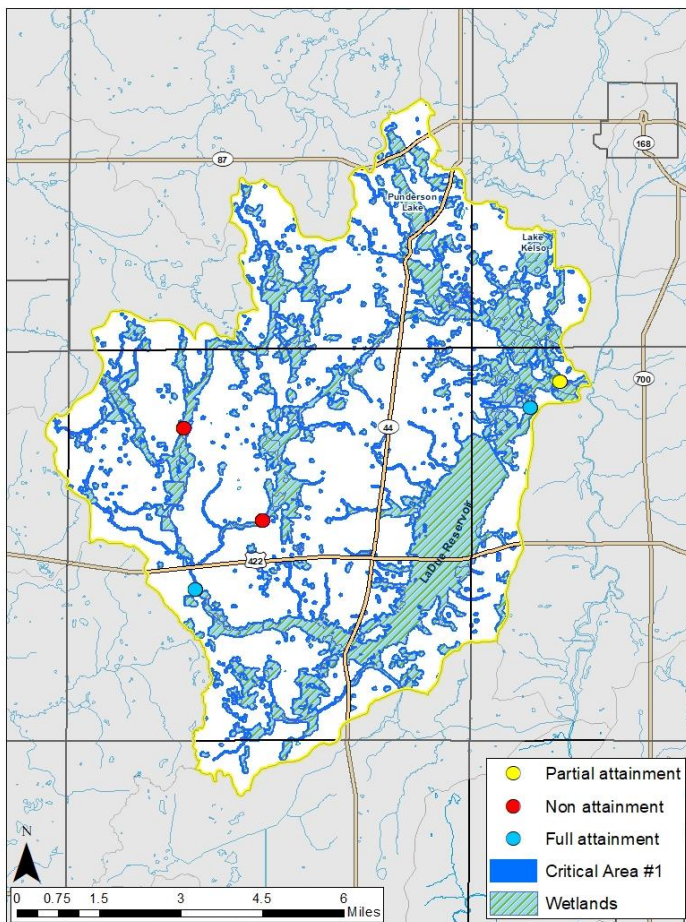 87
168
Punderson
Lake
Lake
Kelso
700
44
LaDue Reservoir
422
Partial attainment
Non attainment
Full attainment
Critical Area #1
Wetlands
N
0 0.75 1.5 3 4.5 6
Miles